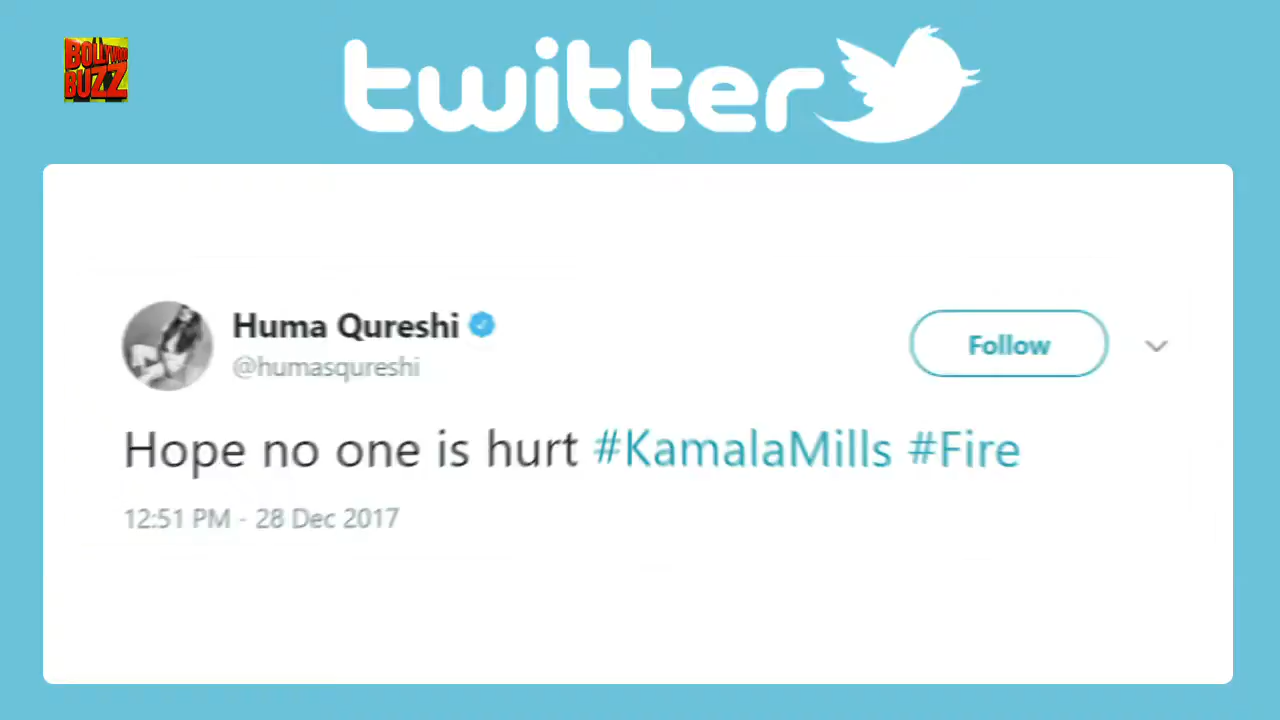 BOLLYWOOD
BUZZ
twitter
Huma Qureshi
@humasqureshi
Follow
Hope no one is hurt #KamalaMills #Fire
12:51 PM - 28 Dec 2017